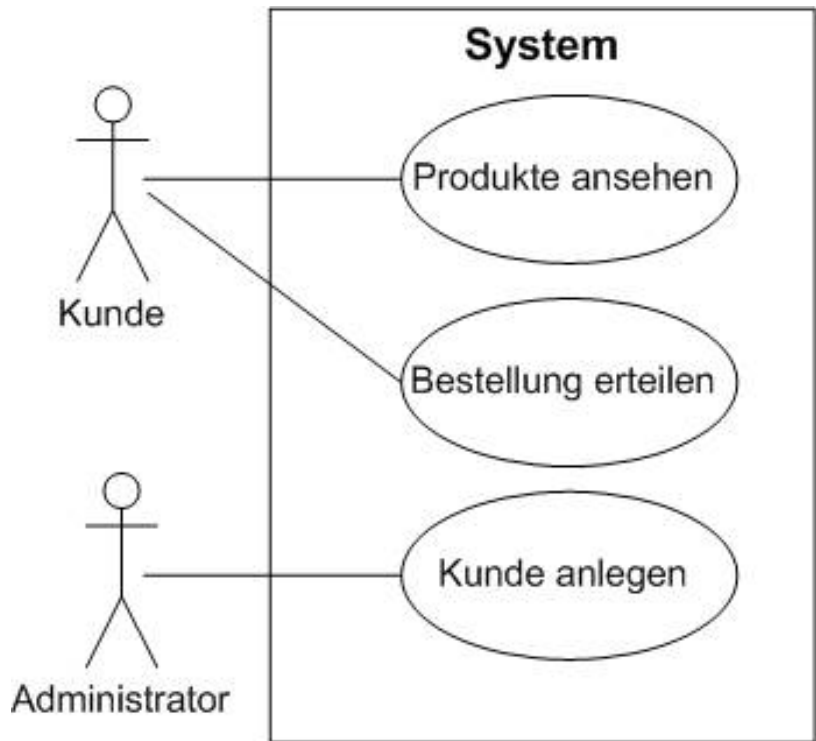 System
Produkte ansehen
Kunde
Bestellung erteilen
Kunde anlegen
Administrator